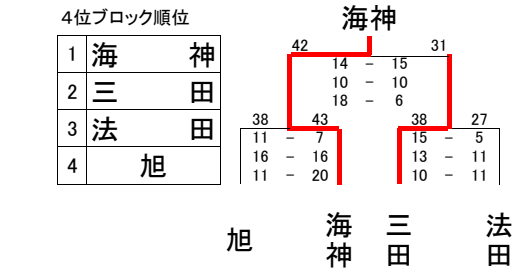 4位ブロック順位
1 海神
2 三田
3 法田
4 旭
海神
42 31
14 − 15
10 − 10
18 − 6
38 43 38 27
11 − 7 15 − 5
16 − 16 13 − 11
11 − 20 10 − 11
旭 海神 三田 法田